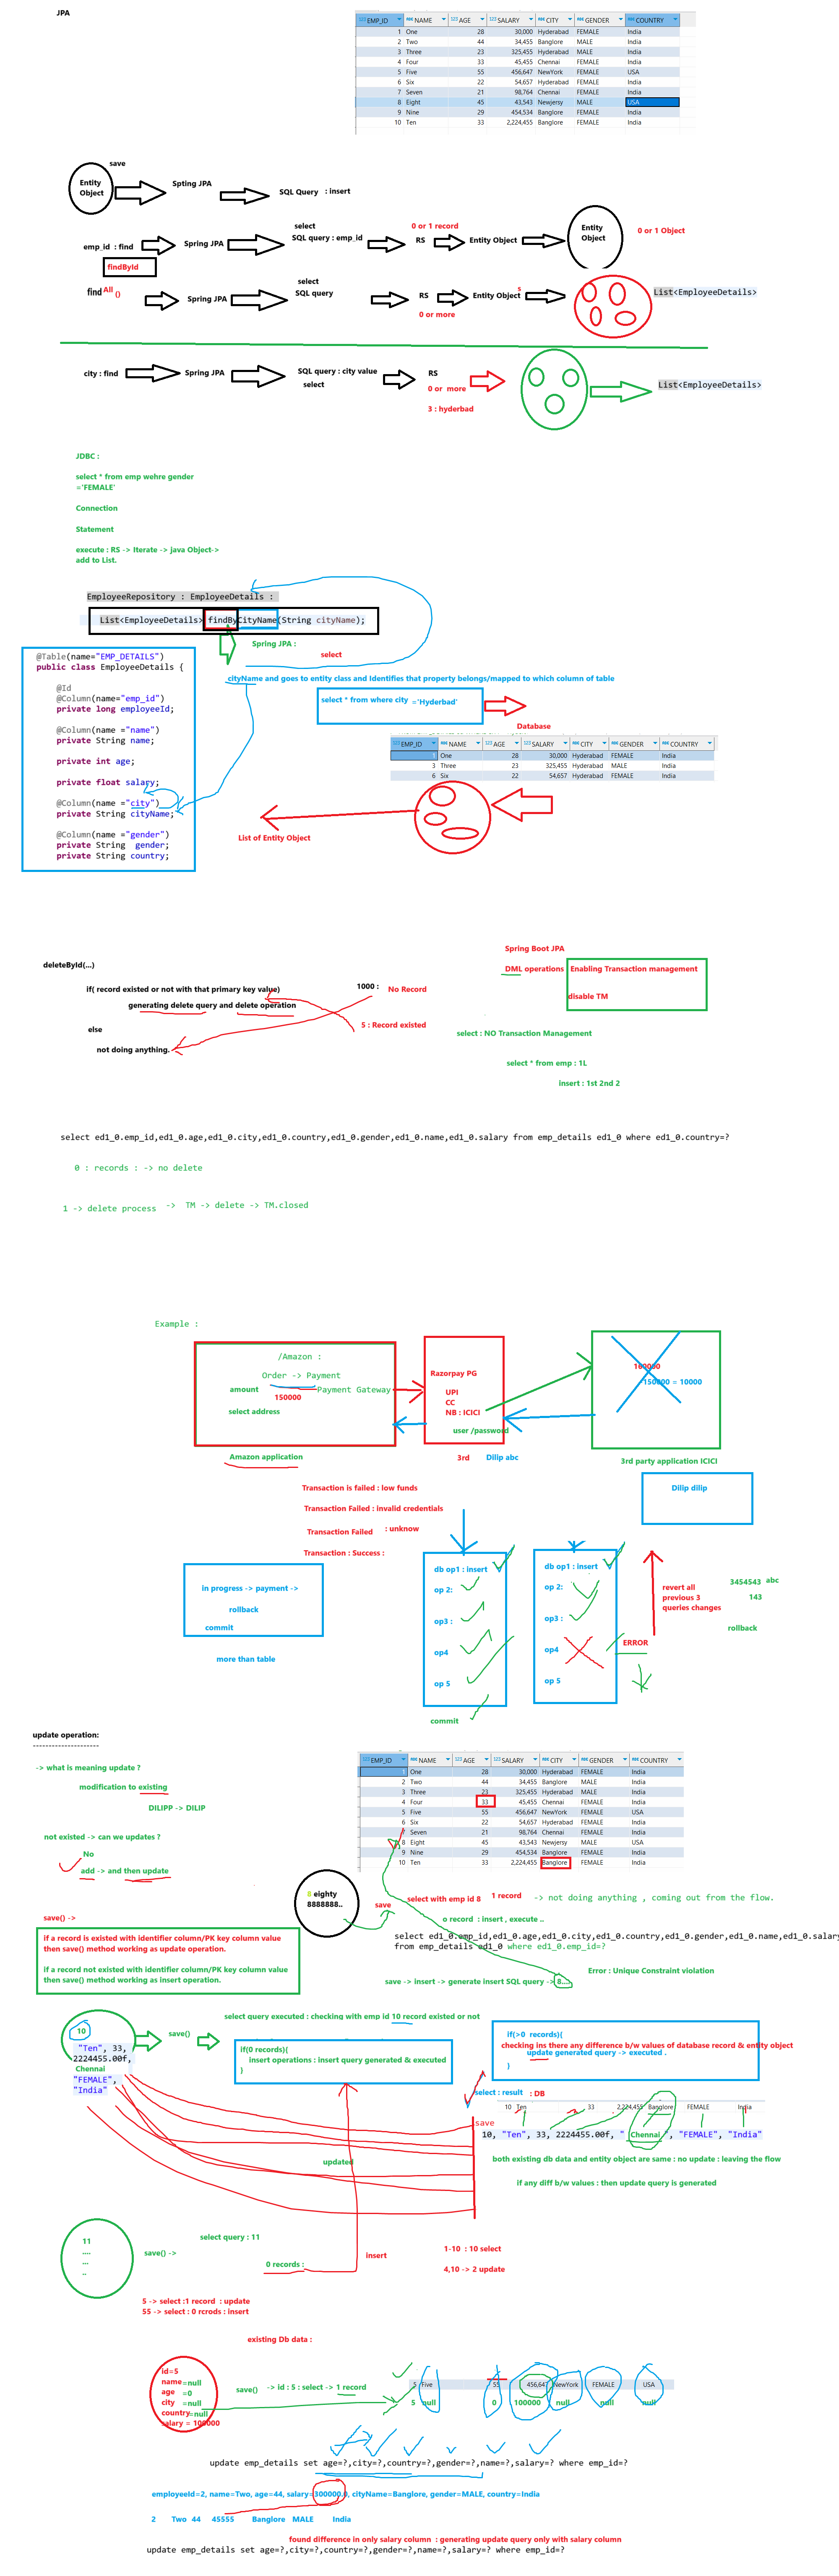 JPA
EMP_ID NAME AGE SALARY CITY GENDER COUNTRY
1 One 28 30,000 Hyderabad FEMALE India
2 Two 44 34,455 Banglore MALE India
3 Three 23 325,455 Hyderabad MALE India
4 Four 33 45,455 Chennai FEMALE India
5 Five 55 456,647 NewYork FEMALE USA
6 Six 22 54,657 Hyderabad FEMALE India
7 Seven 21 98,764 Chennai FEMALE India
8 Eight 45 43,543 Newjersy MALE USA
9 Nine 29 454,534 Banglore FEMALE India
10 Ten 33 2,224,455 Banglore FEMALE India
save
Entity
Object
Spting JPA
SQL Query : insert
emp_id : find
findById
Spring JPA
select
SQL query : emp_id
0 or 1 record
RS
Entity Object
Entity
Object
0 or 1 Object
find All ()
Spring JPA
select
SQL query
RS
0 or more
Entity Object s
List<EmployeeDetails>
city : find
Spring JPA
SQL query : city value
select
RS
0 or more
3 : hyderbad
List<EmployeeDetails>
JDBC :
select * from emp wehre gender
='FEMALE'
Connection
Statement
execute : RS -> Iterate -> java Object->
add to List.
EmployeeRepository : EmployeeDetails :
List<EmployeeDetails> findByCityName(String cityName);
Spring JPA :
select
cityName and goes to entity class and Identifies that property belongs/mapped to which column of table
select * from where city ='Hyderbad'
Database
@Table(name="EMP_DETAILS")
public class EmployeeDetails {
@Id
@Column(name="emp_id")
private long employeeId;
@Column(name ="name")
private String name;
private int age;
private float salary;
@Column(name ="city")
private String cityName;
@Column(name ="gender")
private String gender;
private String country;
EMP_ID NAME AGE SALARY CITY GENDER COUNTRY
One 28 30,000 Hyderabad FEMALE India
3 Three 23 325,455 Hyderabad MALE India
6 Six 22 54,657 Hyderabad FEMALE India
List of Entity Object
deleteById(...)
if( record existed or not with that primary key value)
generating delete query and delete operation
else
not doing anything.
1000 : No Record
5 : Record existed
Spring Boot JPA
DML operations
Enabling Transaction management
disable TM
select : NO Transaction Management
select * from emp : 1L
insert : 1st 2nd 2
select ed1_0.emp_id,ed1_0.age,ed1_0.city,ed1_0.country,ed1_0.gender,ed1_0.name,ed1_0.salary from emp_details ed1_0 where ed1_0.country=?
0 : records : -> no delete
1 -> delete process -> TM -> delete -> TM.closed
Example :
/Amazon :
Order -> Payment
amount
150000
Payment Gateway
select address
Amazon application
Razorpay PG
UPI
CC
NB : ICICI
user /password
3rd Dilip abc
160000
150000 = 10000
3rd party application ICICI
Dilip dilip
Transaction is failed : low funds
Transaction Failed : invalid credentials
Transaction Failed : unknow
Transaction : Success :
in progress -> payment ->
rollback
commit
more than table
db op1 : insert
op 2:
op3 :
op4
op 5
commit
db op1 : insert
op 2:
op3 :
op4
op 5
ERROR
revert all
previous 3
queries changes
3454543 abc
143
rollback
update operation:
----------------------
-> what is meaning update ?
modification to existing
DILIPP -> DILIP
not existed -> can we updates ?
No
add -> and then update
EMP_ID NAME AGE SALARY CITY GENDER COUNTRY
One 28 30,000 Hyderabad FEMALE India
2 Two 44 34,455 Banglore MALE India
3 Three 23 325,455 Hyderabad MALE India
4 Four 33 45,455 Chennai FEMALE India
5 Five 55 456,647 NewYork FEMALE USA
6 Six 22 54,657 Hyderabad FEMALE India
7 Seven 21 98,764 Chennai FEMALE India
8 Eight 45 43,543 Newjersy MALE USA
9 Nine 29 454,534 Banglore FEMALE India
10 Ten 33 2,224,455 Banglore FEMALE India
8 eighty
8888888..
save
select with emp id 8 1 record -> not doing anything , coming out from the flow.
o record : insert , execute ..
select ed1_0.emp_id,ed1_0.age,ed1_0.city,ed1_0.country,ed1_0.gender,ed1_0.name,ed1_0.salary
from emp_details ed1_0 where ed1_0.emp_id=?
save -> insert -> generate insert SQL query -> 8....
Error : Unique Constraint violation
save() ->
if a record is existed with identifier column/PK key column value
then save() method working as update operation.
if a record not existed with identifier column/PK key column value
then save() method working as insert operation.
10
"Ten", 33,
2224455.00f,
Chennai
"FEMALE",
"India"
save()
select query executed : checking with emp id 10 record existed or not
if(0 records){
insert operations : insert query generated & executed
}
if(>0 records){
checking ins there any difference b/w values of database record & entity object
update generated query -> executed .
}
select : result : DB
10 Ten 33 2,224,455 Banglore FEMALE India
save
10, "Ten", 33, 2224455.00f, " Chennai ", "FEMALE", "India"
both existing db data and entity object are same : no update : leaving the flow
if any diff b/w values : then update query is generated
updated
11
....
...
..
save() ->
select query : 11
0 records :
insert
1-10 : 10 select
4,10 -> 2 update
5 -> select :1 record : update
55 -> select : 0 rcrods : insert
existing Db data :
id=5
name =null
age =0
city =null
country =null
salary = 100000
save() -> id : 5 : select -> 1 record
5 Five 55 456,647 NewYork FEMALE USA
5 null 0 100000 null null null
update emp_details set age=?,city=?,country=?,gender=?,name=?,salary=? where emp_id=?
employeeId=2, name=Two, age=44, salary=300000.0, cityName=Banglore, gender=MALE, country=India
2 Two 44 45555 Banglore MALE India
found difference in only salary column : generating update query only with salary column
update emp_details set age=?,city=?,country=?,gender=?,name=?,salary=? where emp_id=?